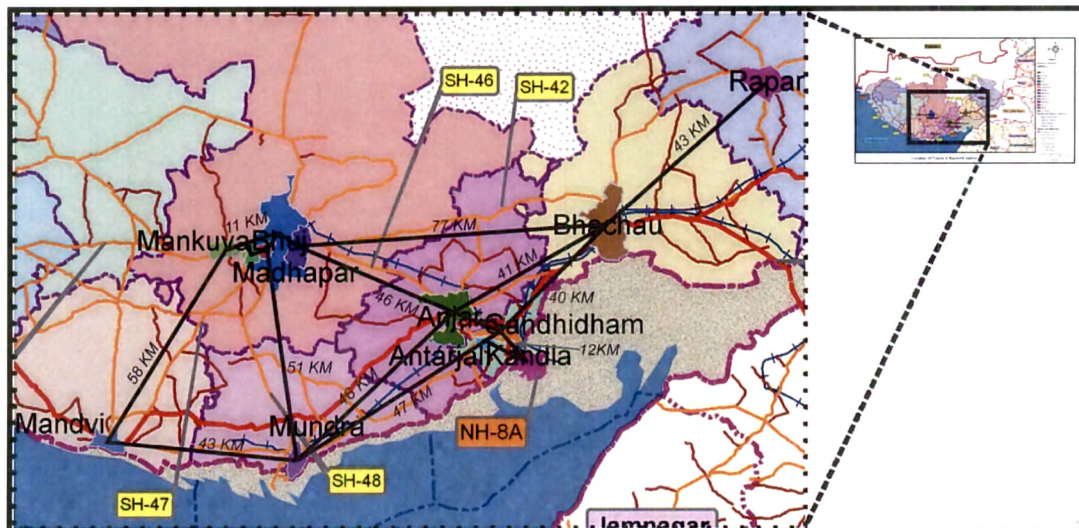 SH-46
SH-42
Rapar
43 KM
11 KM
77 KM
Bhachau
Mankuva
Bhuj
Madhapar
41 KM
46 KM
40 KM
Anjar
Gandhidham
Antarjal
Kandla
12KM
58 KM
51 KM
46 KM
47 KM
Mandvi
Mundra
43 KM
NH-8A
SH-47
SH-48
Jamnagar